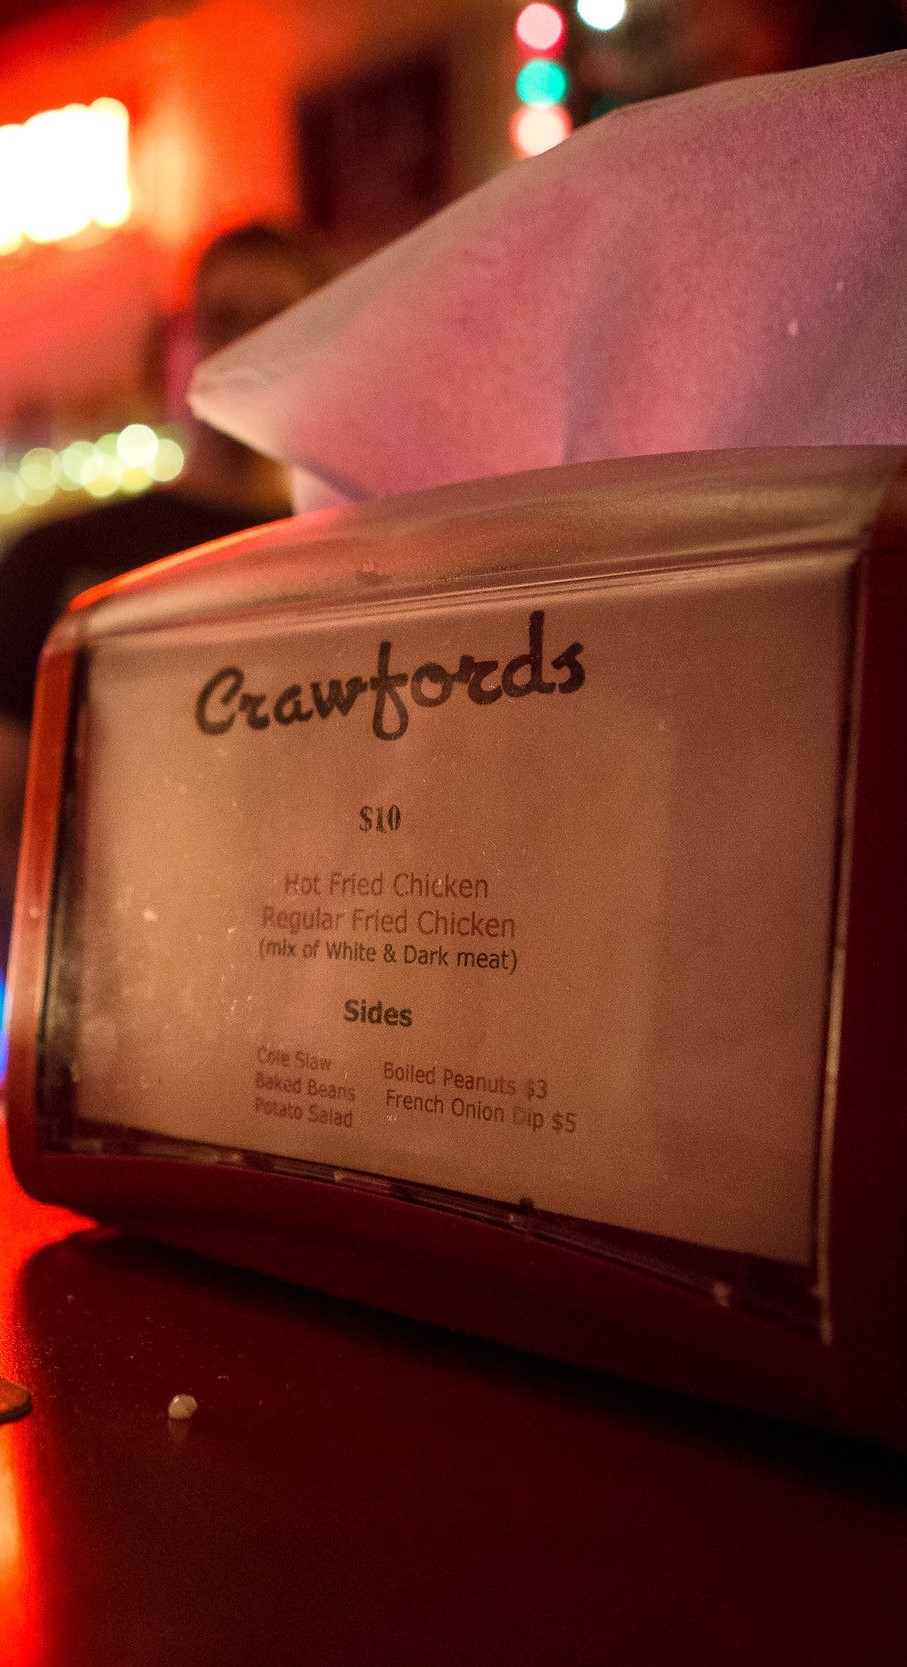 Crawfords
$10
Hot Fried Chicken
Regular Fried Chicken
(mix of White & Dark meat)
Sides
Cole Slaw
Baked Beans
Potato Salad
Boiled Peanuts $3
French Onion Dip $5